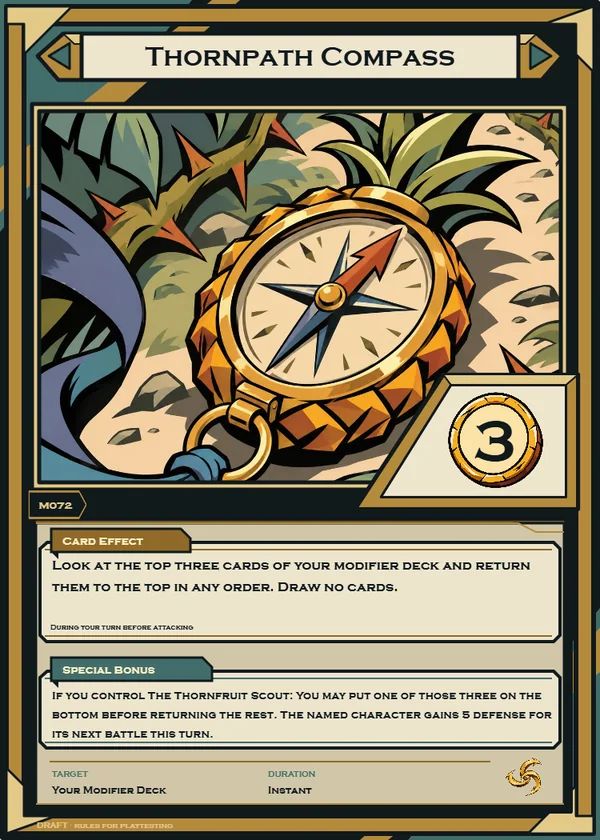 Thornpath Compass
3
M072
Card Effect
Look at the top three cards of your modifier deck and return
them to the top in any order. Draw no cards.
During your turn before attacking
Special Bonus
If you control The Thornfruit Scout: You may put one of those three on the
bottom before returning the rest. The named character gains 5 defense for
its next battle this turn.
Target
Duration
Your Modifier Deck
Instant
DRAFT · Rules for playtesting